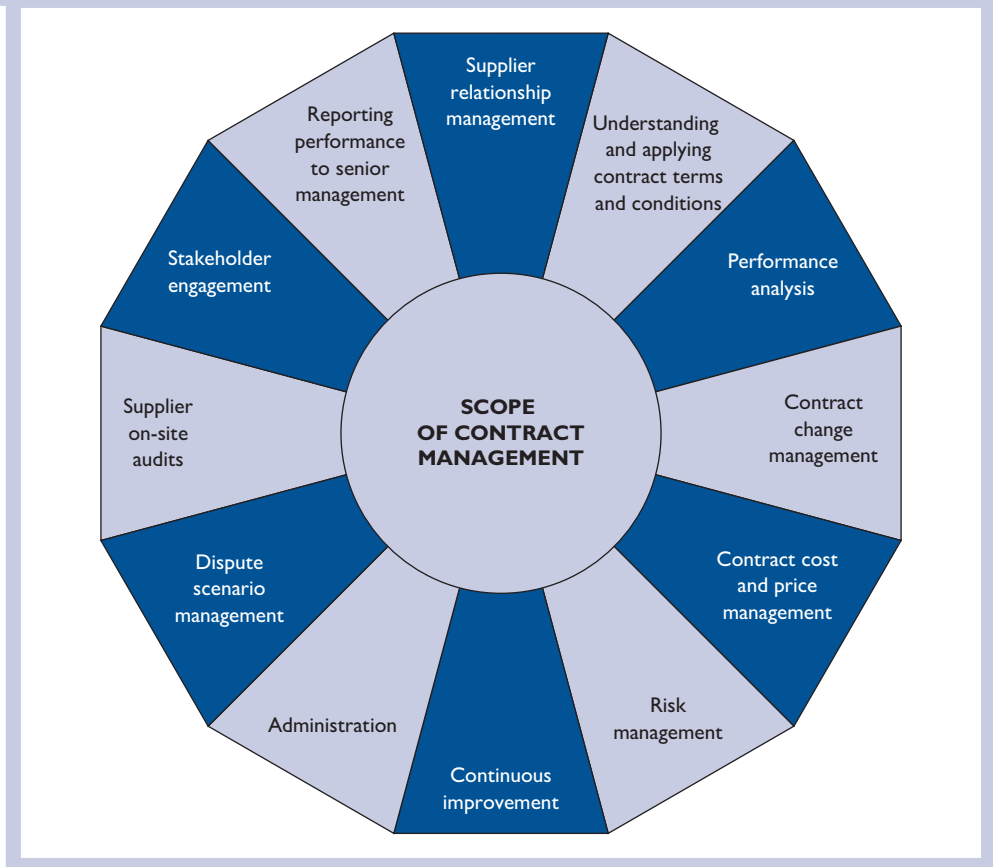 Supplier
relationship
management
Understanding
and applying
contract terms
and conditions
Performance
analysis
Contract
change
management
Contract cost
and price
management
Risk
management
Continuous
improvement
Administration
Dispute
scenario
management
Supplier
on-site
audits
Stakeholder
engagement
Reporting
performance
to senior
management
SCOPE
OF CONTRACT
MANAGEMENT